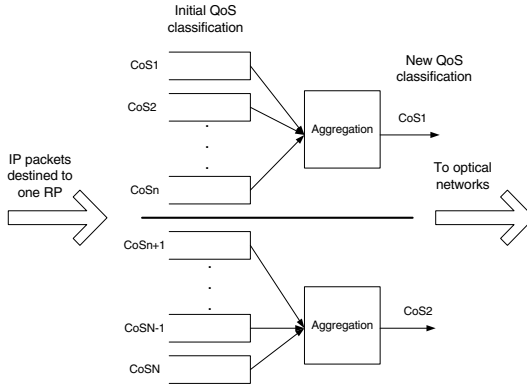 Initial QoS
classification
CoS1
CoS2
CoSn
Aggregation
New QoS
classification
CoS1
IP packets
destined to
one RP
To optical
networks
CoSn+1
CoSN-1
CoSN
Aggregation
CoS2